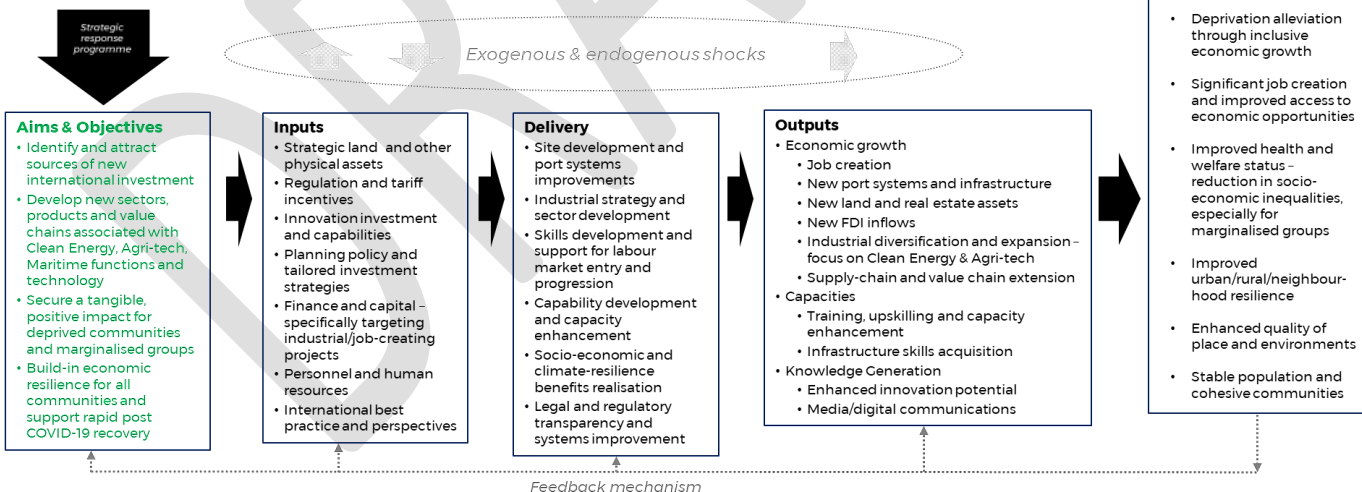 Strategic
response
programme
Exogenous & endogenous shocks
Aims & Objectives
• Identify and attract
sources of new
international investment
• Develop new sectors,
products and value
chains associated with
Clean Energy, Agri-tech,
Maritime functions and
technology
• Secure a tangible,
positive impact for
deprived communities
and marginalised groups
• Build-in economic
resilience for all
communities and
support rapid post
COVID-19 recovery
Inputs
• Strategic land and other
physical assets
• Regulation and tariff
incentives
• Innovation investment
and capabilities
• Planning policy and
tailored investment
strategies
• Finance and capital –
specifically targeting
industrial/job-creating
projects
• Personnel and human
resources
• International best
practice and perspectives
Delivery
• Site development and
port systems
improvements
• Industrial strategy and
sector development
• Skills development and
support for labour
market entry and
progression
• Capability development
and capacity
enhancement
• Socio-economic and
climate-resilience
benefits realisation
• Legal and regulatory
transparency and
systems improvement
Outputs
• Economic growth
• Job creation
• New port systems and infrastructure
• New land and real estate assets
• New FDI inflows
• Industrial diversification and expansion –
focus on Clean Energy & Agri-tech
• Supply-chain and value chain extension
• Capacities
• Training, upskilling and capacity
enhancement
• Infrastructure skills acquisition
• Knowledge Generation
• Enhanced innovation potential
• Media/digital communications
• Deprivation alleviation
through inclusive
economic growth
• Significant job creation
and improved access to
economic opportunities
• Improved health and
welfare status –
reduction in socio-
economic inequalities,
especially for
marginalised groups
• Improved
urban/rural/neighbour-
hood resilience
• Enhanced quality of
place and environments
• Stable population and
cohesive communities
Feedback mechanism